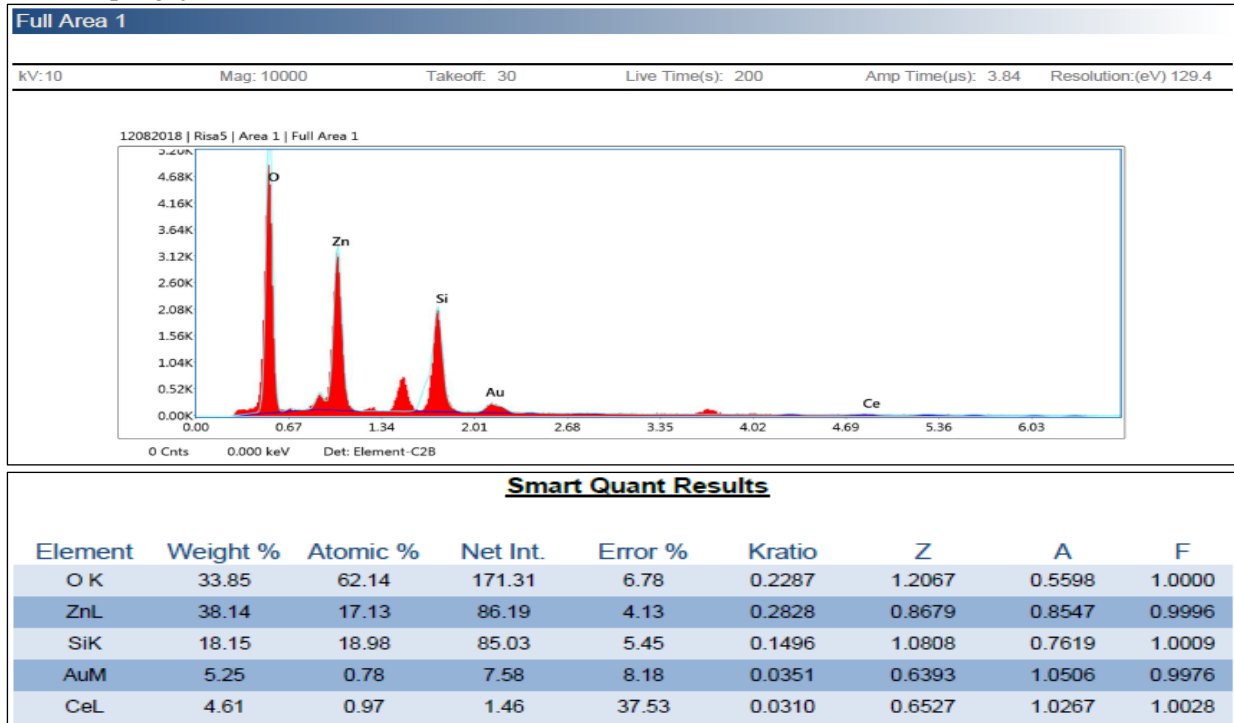 Full Area 1
kV:10 Mag: 10000 Takeoff: 30 Live Time(s): 200 Amp Time(µs): 3.84 Resolution:(eV) 129.4
12082018 | Risa5 | Area 1 | Full Area 1
5.20K
4.68K O
4.16K
3.64K
Zn
3.12K
2.60K
Si
2.08K
1.56K
1.04K
0.52K Au
Ce
0.00K
0.00 0.67 1.34 2.01 2.68 3.35 4.02 4.69 5.36 6.03
0 Cnts 0.000 keV Det: Element-C2B
Smart Quant Results
Element Weight % Atomic % Net Int. Error % Kratio Z A F
O K 33.85 62.14 171.31 6.78 0.2287 1.2067 0.5598 1.0000
ZnL 38.14 17.13 86.19 4.13 0.2828 0.8679 0.8547 0.9996
SiK 18.15 18.98 85.03 5.45 0.1496 1.0808 0.7619 1.0009
AuM 5.25 0.78 7.58 8.18 0.0351 0.6393 1.0506 0.9976
CeL 4.61 0.97 1.46 37.53 0.0310 0.6527 1.0267 1.0028